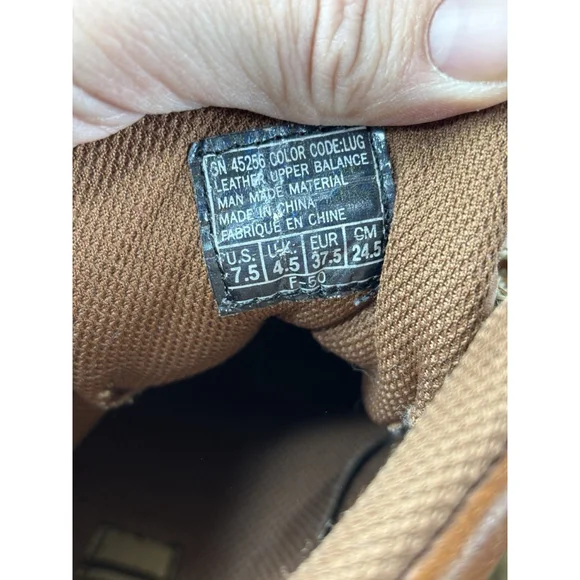 SN 45256 COLOR CODE:LUG
LEATHER UPPER BALANCE
MAN MADE MATERIAL
MADE IN CHINA
FABRIQUE EN CHINE
U.S. U.K. EUR CM
7.5 4.5 37.5 24.5
F-50